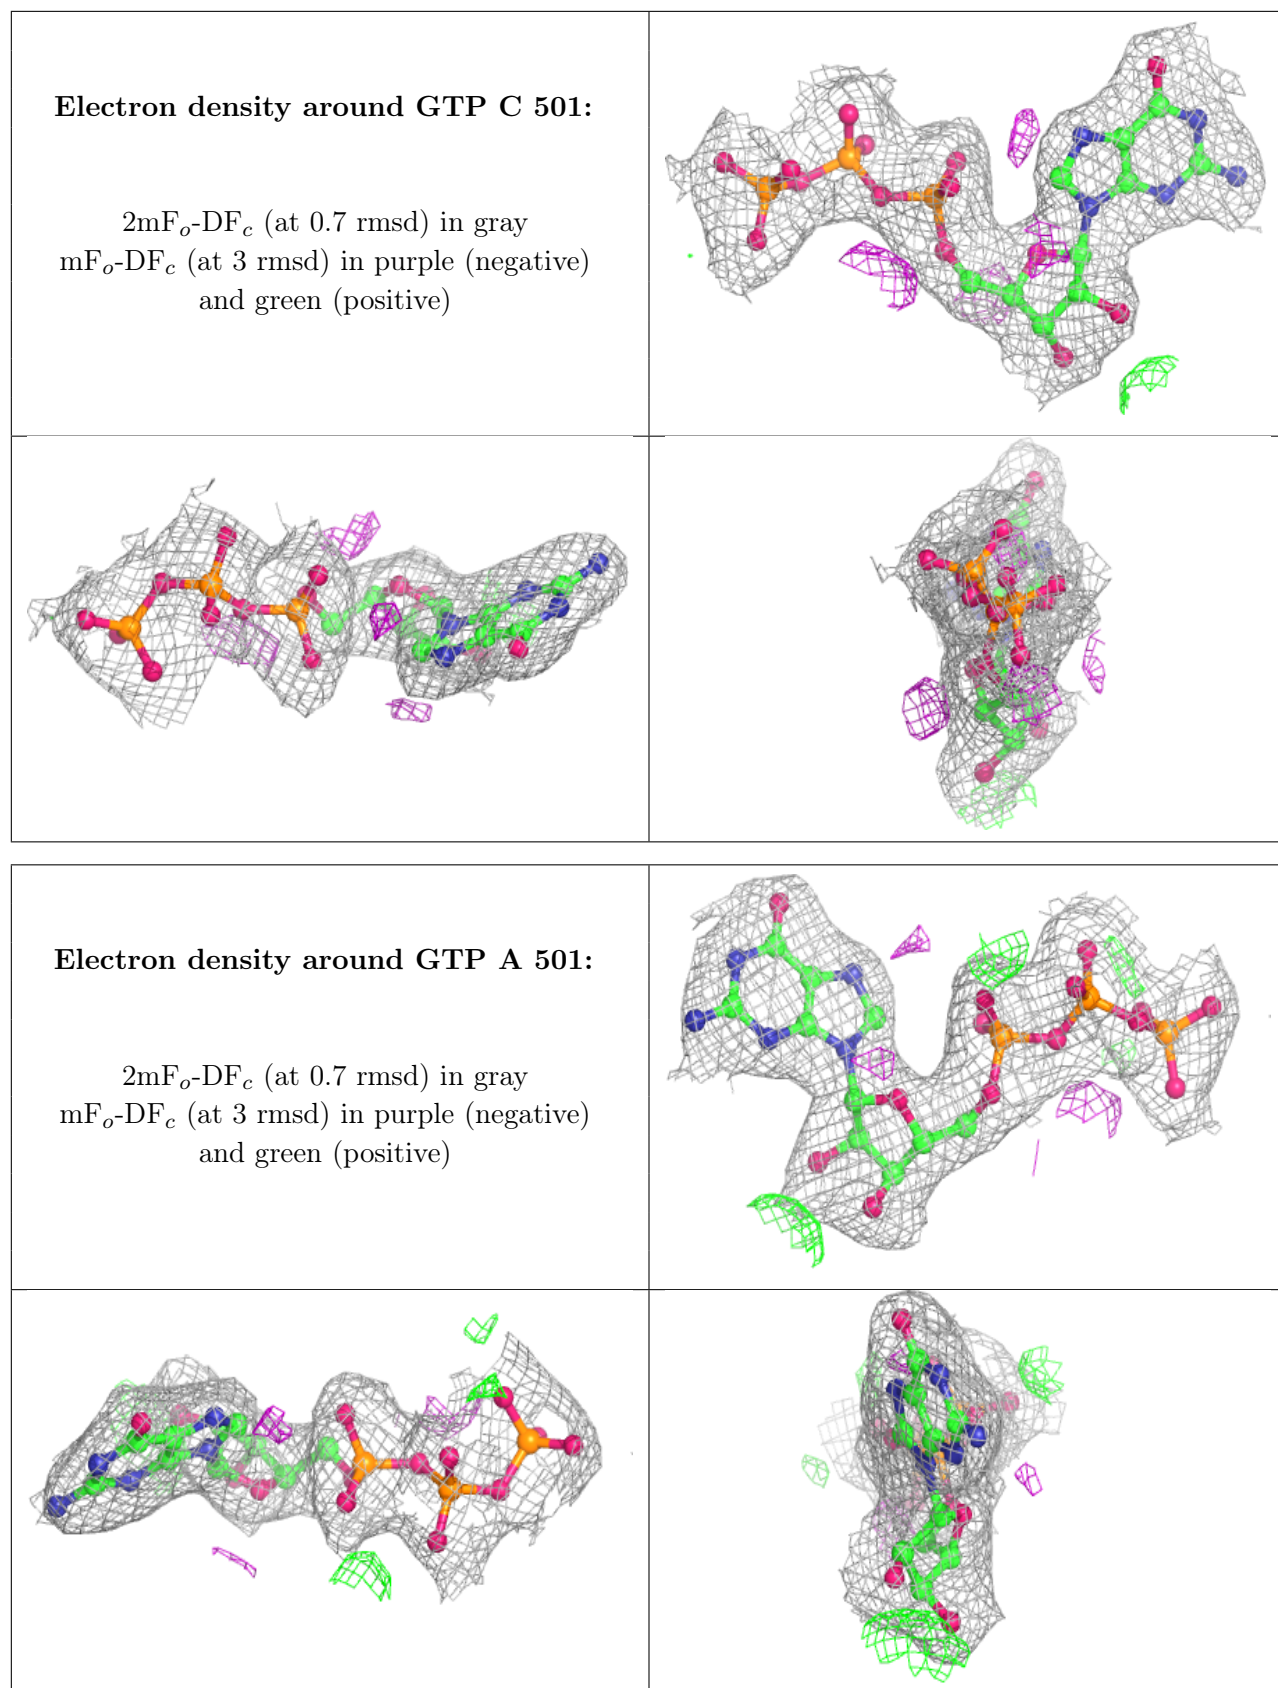 Electron density around GTP C 501:
2mFₒ-DF𝒸 (at 0.7 rmsd) in gray
mFₒ-DF𝒸 (at 3 rmsd) in purple (negative)
and green (positive)
Electron density around GTP A 501:
2mFₒ-DF𝒸 (at 0.7 rmsd) in gray
mFₒ-DF𝒸 (at 3 rmsd) in purple (negative)
and green (positive)